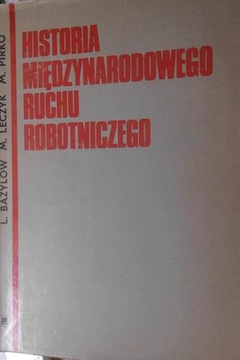 HISTORIA
MIĘDZYNARODOWEGO
RUCHU
ROBOTNICZEGO
L. BAZYLOW M. LECZYK M. PIRKO